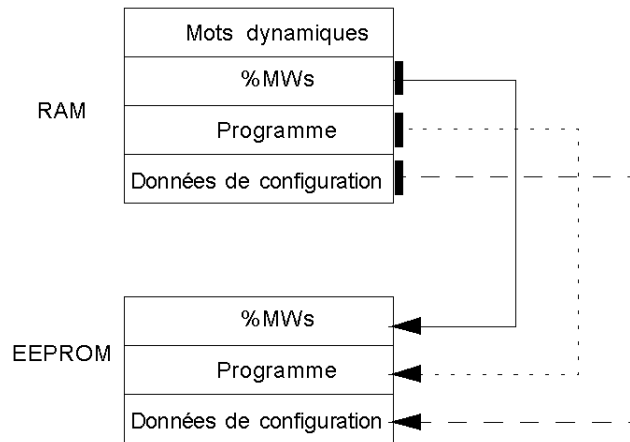 Mots dynamiques
%MWs
RAM
Programme
Données de configuration
%MWs
EEPROM
Programme
Données de configuration